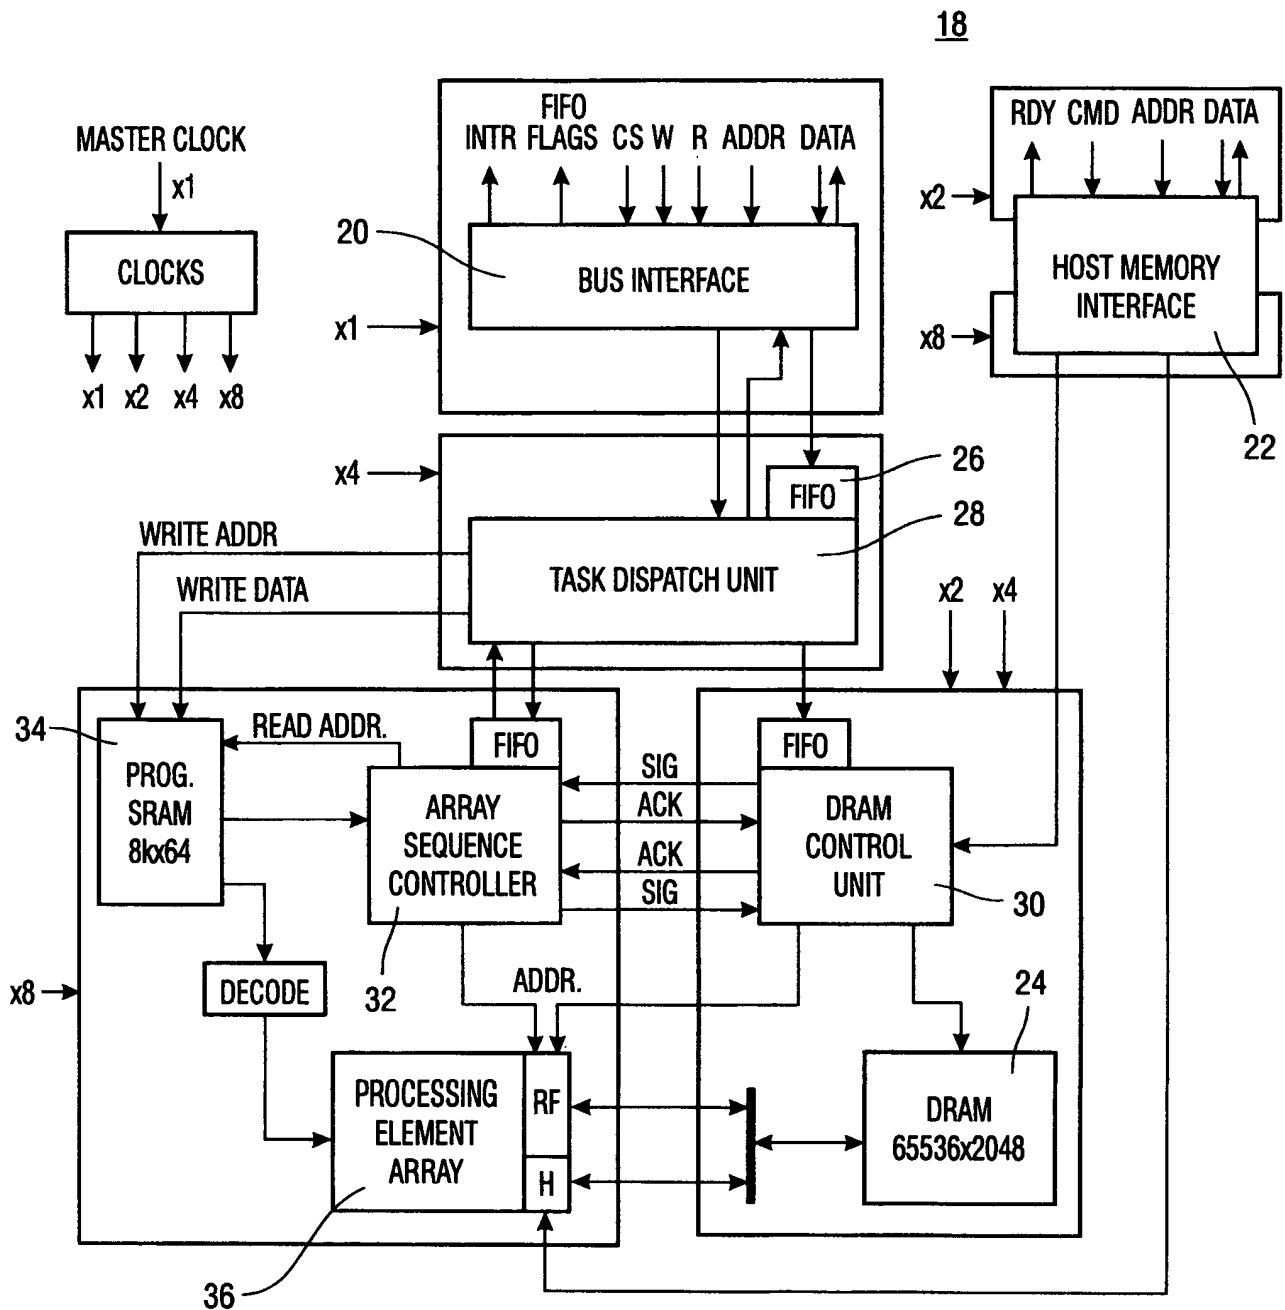 18
MASTER CLOCK
x1
CLOCKS
x1 x2 x4 x8
FIFO
INTR FLAGS CS W R ADDR DATA
20
BUS INTERFACE
x1
RDY CMD ADDR DATA
x2
HOST MEMORY
INTERFACE
x8
22
x4
26
FIFO
28
TASK DISPATCH UNIT
WRITE ADDR
WRITE DATA
x2 x4
34
READ ADDR.
FIFO
PROG.
SRAM
8kx64
ARRAY
SEQUENCE
CONTROLLER
32
SIG
ACK
ACK
SIG
FIFO
DRAM
CONTROL
UNIT
30
x8
DECODE
ADDR.
24
PROCESSING
ELEMENT
ARRAY
RF
H
36
DRAM
65536x2048